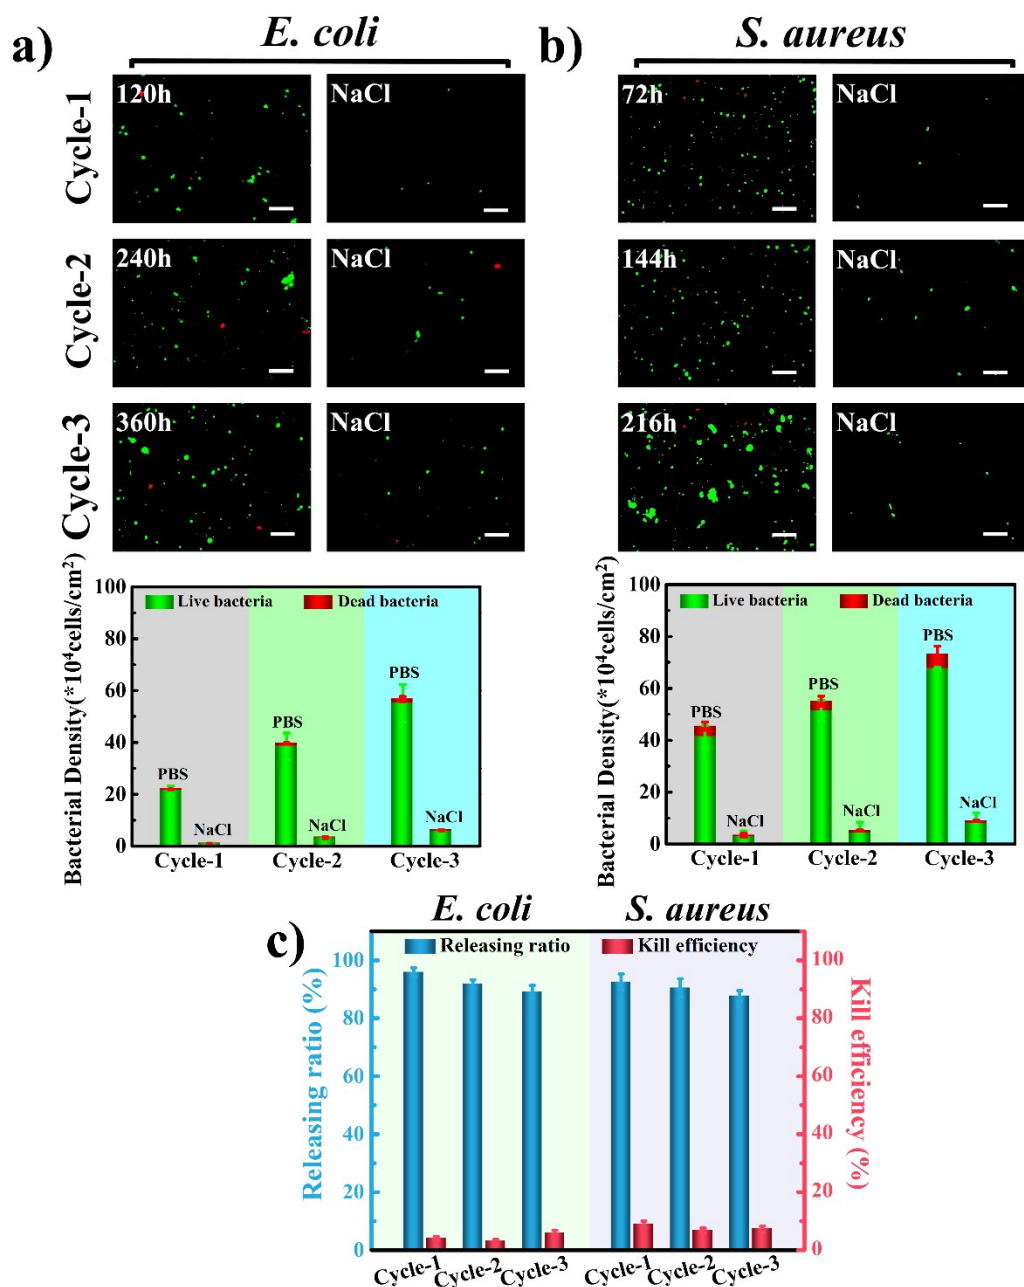 a)
E. coli
b)
S. aureus
Cycle-1
120h
NaCl
72h
NaCl
Cycle-2
240h
NaCl
144h
NaCl
Cycle-3
360h
NaCl
216h
NaCl
Bacterial Density(*10⁴cells/cm²)
100
80
60
40
20
0
Live bacteria
Dead bacteria
PBS
NaCl
PBS
NaCl
PBS
NaCl
Cycle-1
Cycle-2
Cycle-3
Bacterial Density(*10⁴cells/cm²)
100
80
60
40
20
0
Live bacteria
Dead bacteria
PBS
NaCl
PBS
NaCl
PBS
NaCl
Cycle-1
Cycle-2
Cycle-3
c)
E. coli
S. aureus
Releasing ratio (%)
100
80
60
40
20
0
Releasing ratio
Kill efficiency
100
80
60
40
20
0
Kill efficiency (%)
Cycle-1
Cycle-2
Cycle-3
Cycle-1
Cycle-2
Cycle-3